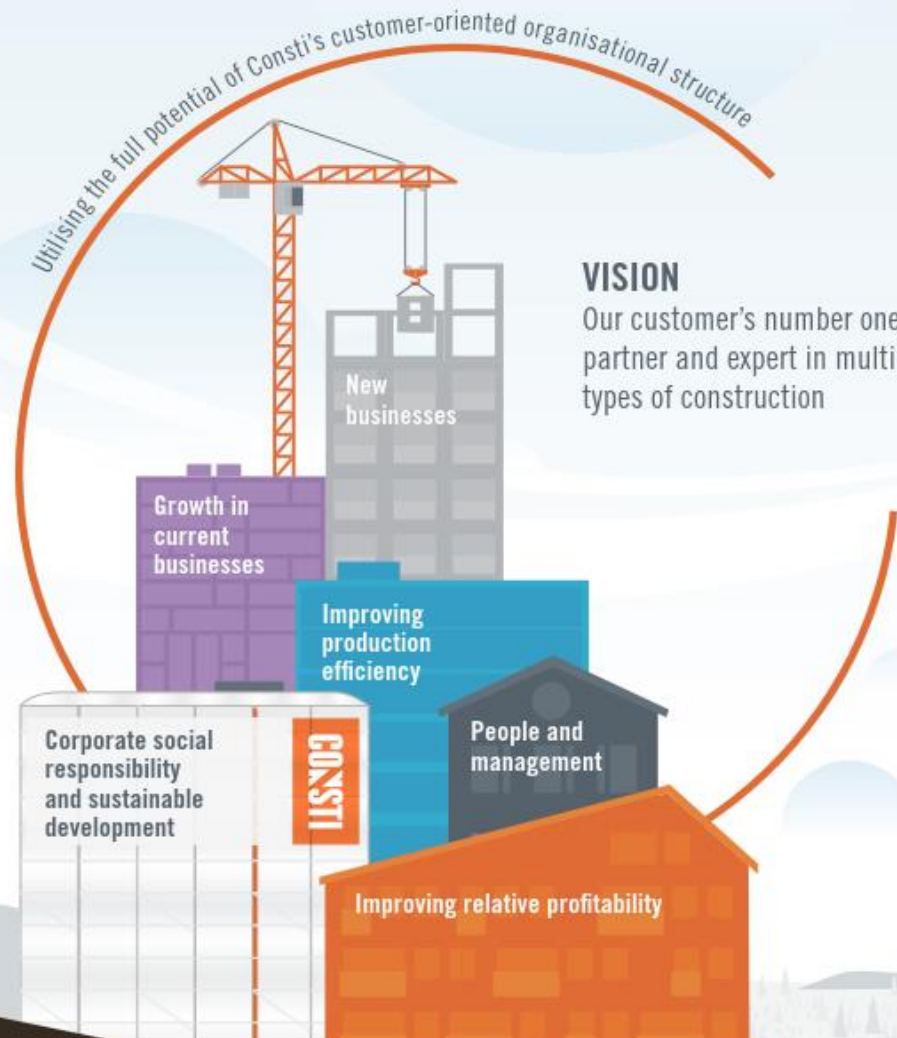 Utilising the full potential of Consti's customer-oriented organisational structure
VISION
Our customer's number one
partner and expert in multi
types of construction
New
businesses
Growth in
current
businesses
Improving
production
efficiency
People and
management
Corporate social
responsibility
and sustainable
development
CONSTI
Improving relative profitability